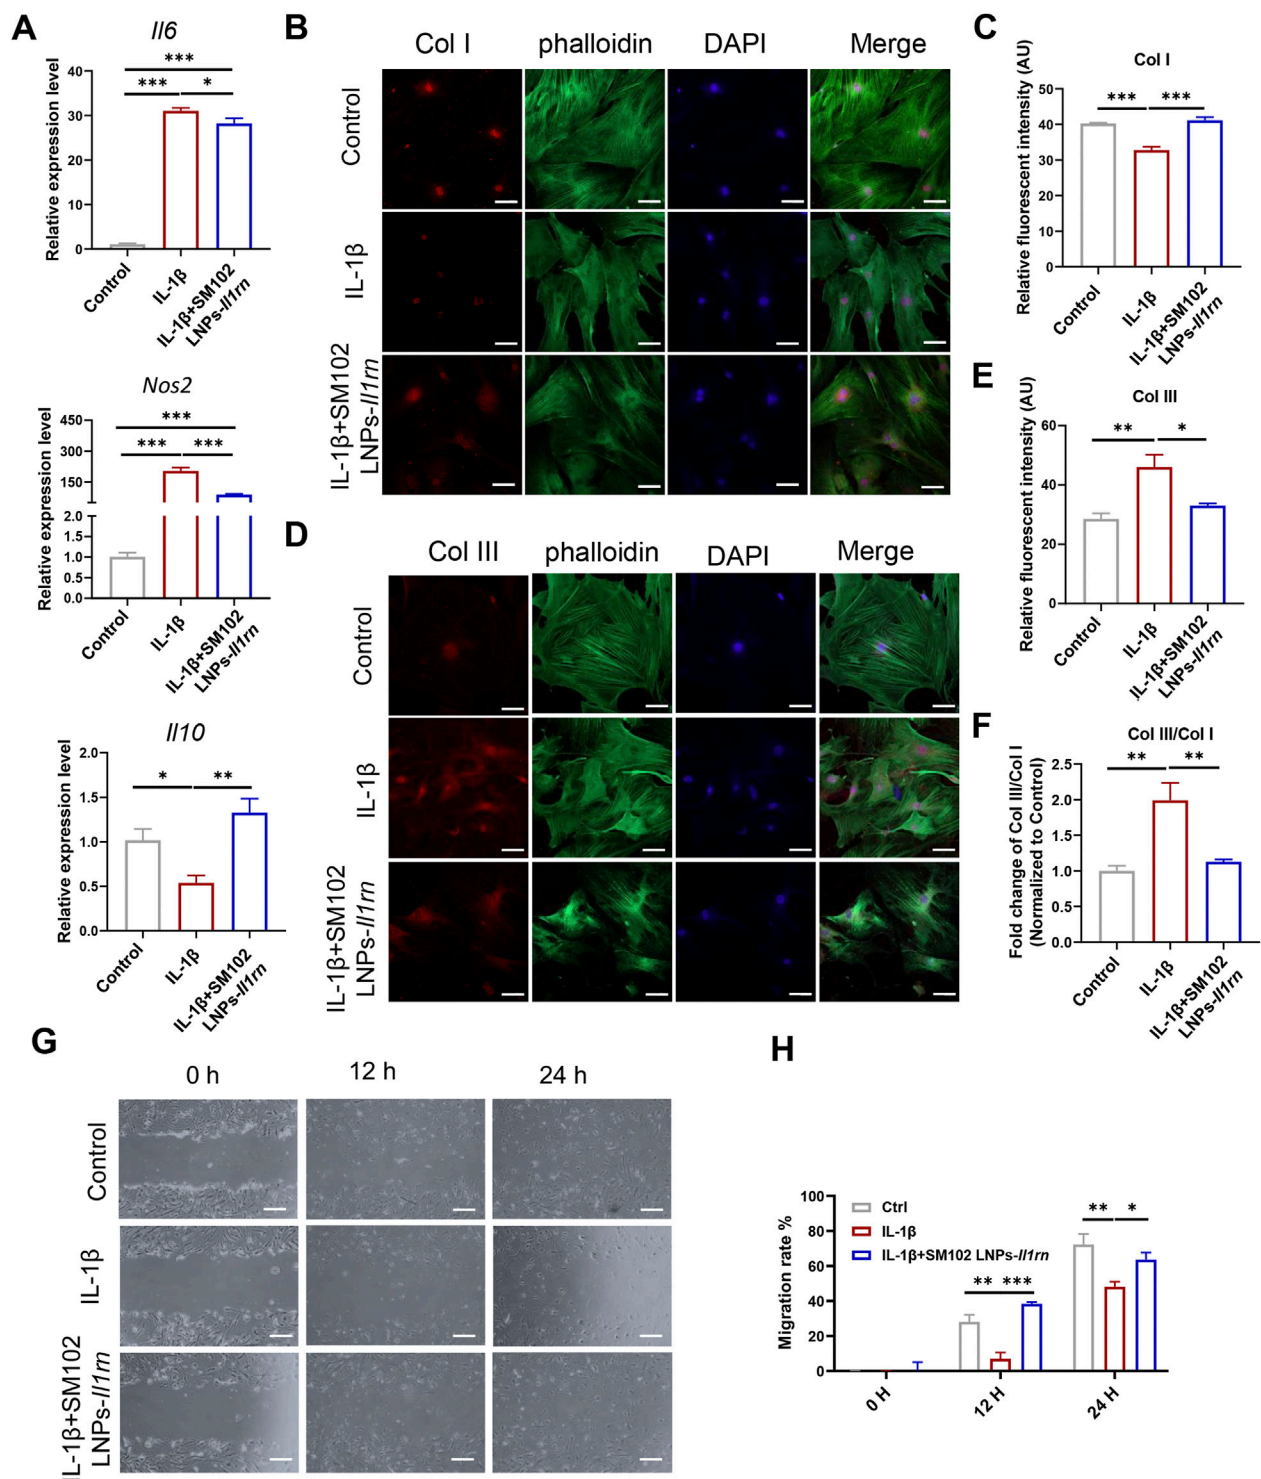 A
Il6
***
*** *
Relative expression level
40
30
20
10
0
Control
IL-1β
IL-1β+SM102
LNPs-Il1rn
Nos2
***
*** ***
Relative expression level
450
300
150
2.0
1.5
1.0
0.5
0.0
Control
IL-1β
IL-1β+SM102
LNPs-Il1rn
Il10
* **
Relative expression level
2.0
1.5
1.0
0.5
0.0
Control
IL-1β
IL-1β+SM102
LNPs-Il1rn
B
Col I phalloidin DAPI Merge
Control
IL-1β
IL-1β+SM102
LNPs-Il1rn
C
Col I
*** ***
Relative fluorescent intensity (AU)
50
40
30
20
10
0
Control
IL-1β
IL-1β+SM102
LNPs-Il1rn
D
Col III phalloidin DAPI Merge
Control
IL-1β
IL-1β+SM102
LNPs-Il1rn
E
Col III
** *
Relative fluorescent intensity (AU)
60
40
20
0
Control
IL-1β
IL-1β+SM102
LNPs-Il1rn
F
Col III/Col I
** **
Fold change of Col III/Col I
(Normalized to Control)
2.5
2.0
1.5
1.0
0.5
0.0
Control
IL-1β
IL-1β+SM102
LNPs-Il1rn
G
0 h 12 h 24 h
Control
IL-1β
IL-1β+SM102
LNPs-Il1rn
H
Migration rate %
100
80
60
40
20
0
Ctrl
IL-1β
IL-1β+SM102 LNPs-Il1rn
** ***
** *
0 H
12 H
24 H